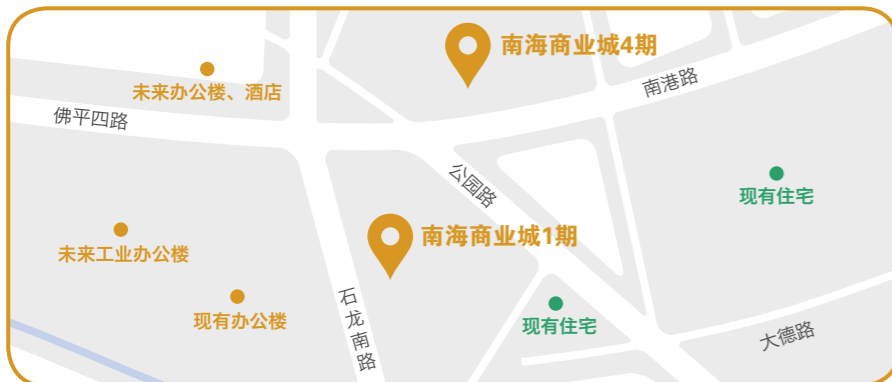 南海商业城4期
未来办公楼、酒店
南港路
佛平四路
公园路
现有住宅
南海商业城1期
未来工业办公楼
现有办公楼
石龙南路
现有住宅
大德路